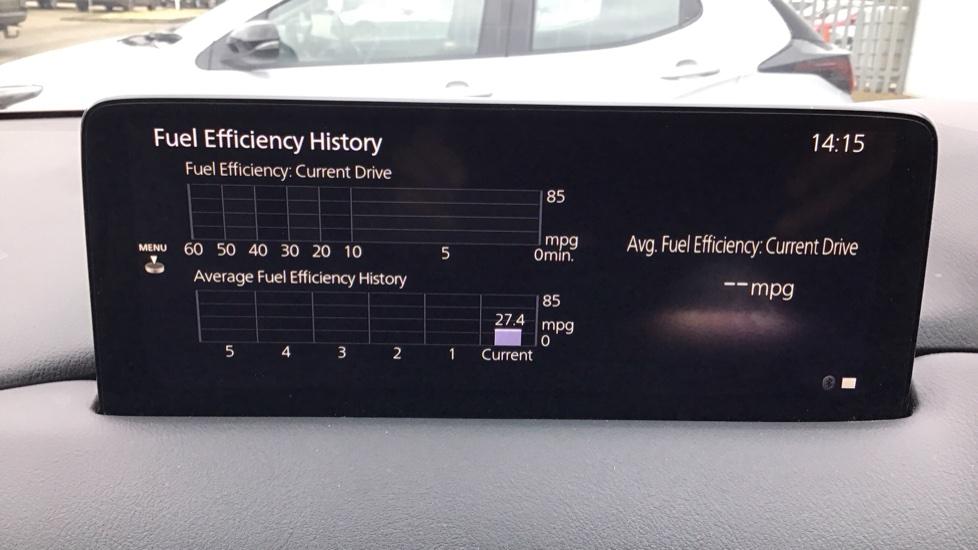 Fuel Efficiency History
14:15
Fuel Efficiency: Current Drive
85
mpg
60 50 40 30 20 10 5 0min.
MENU
Avg. Fuel Efficiency: Current Drive
--mpg
Average Fuel Efficiency History
85
27.4
mpg
0
5 4 3 2 1 Current